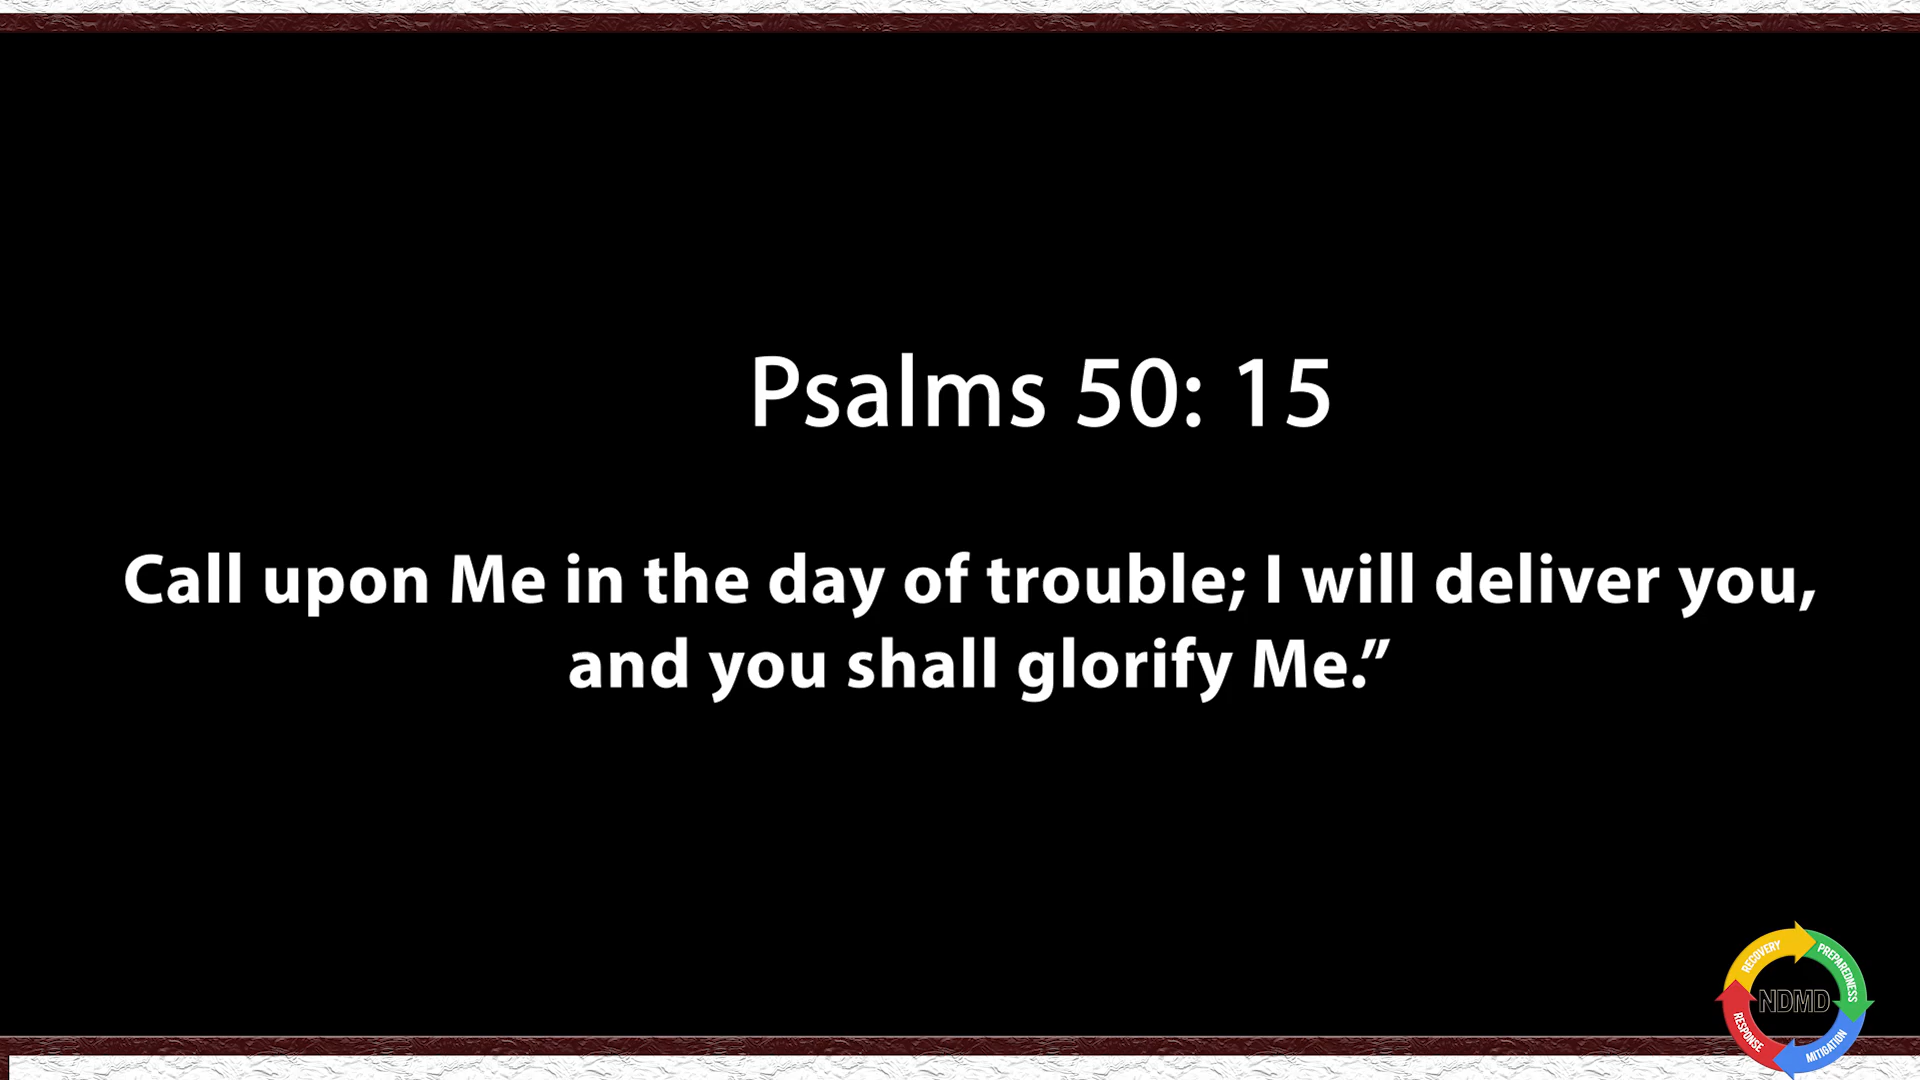 Psalms 50: 15
Call upon Me in the day of trouble; I will deliver you,
and you shall glorify Me.”
RECOVERY
PREPAREDNESS
NDMD
RESPONSE
MITIGATION